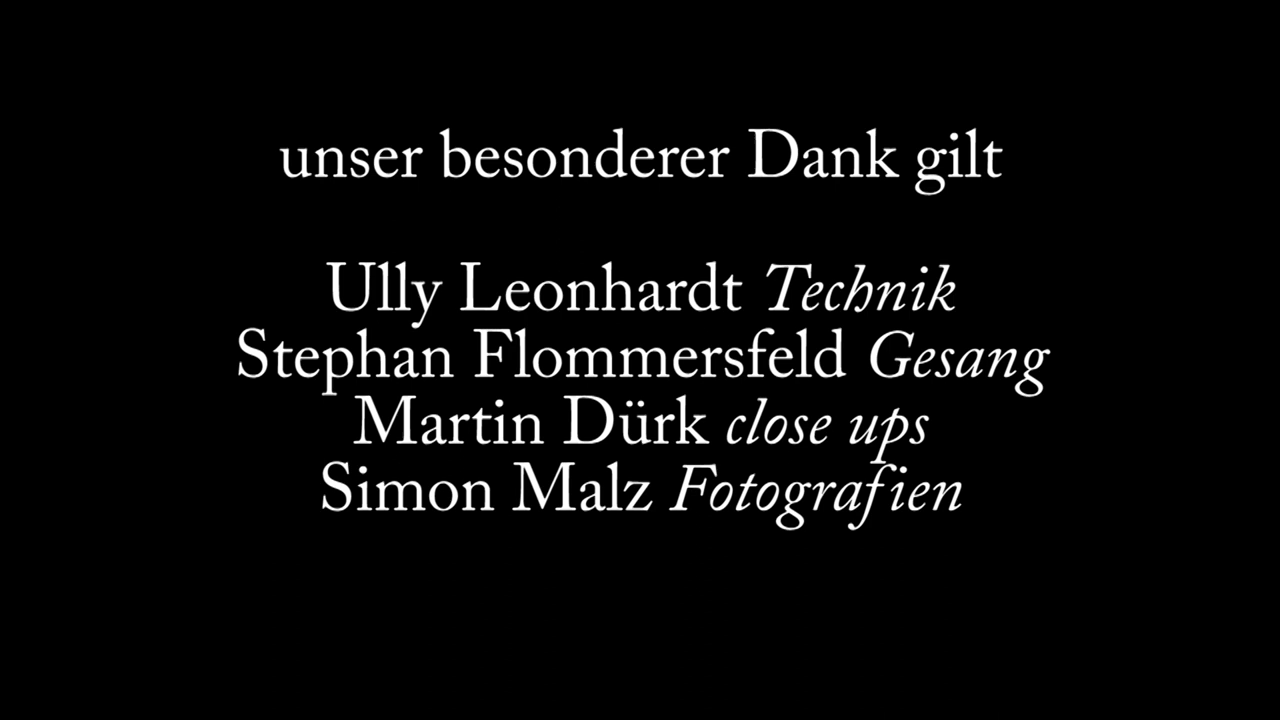 unser besonderer Dank gilt
Ully Leonhardt Technik
Stephan Flommersfeld Gesang
Martin Dürk close ups
Simon Malz Fotografien